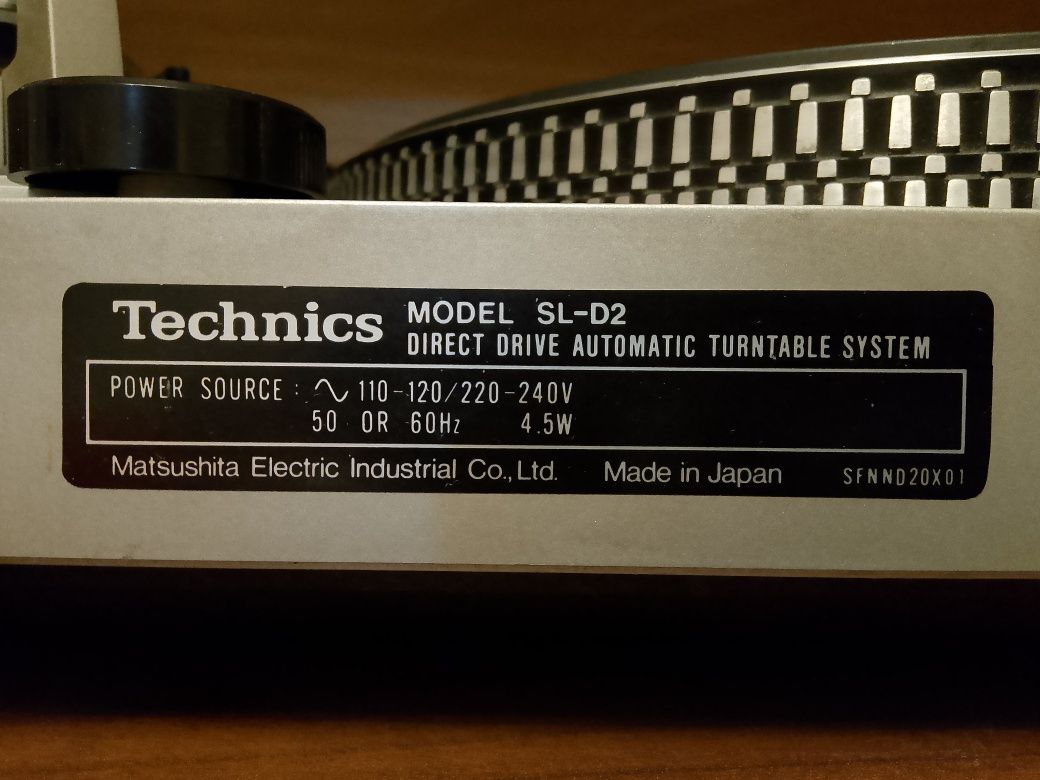 Technics MODEL SL-D2
DIRECT DRIVE AUTOMATIC TURNTABLE SYSTEM
POWER SOURCE : ∿ 110-120/220-240V
50 OR 60Hz 4.5W
Matsushita Electric Industrial Co., Ltd. Made in Japan SFNND20X01